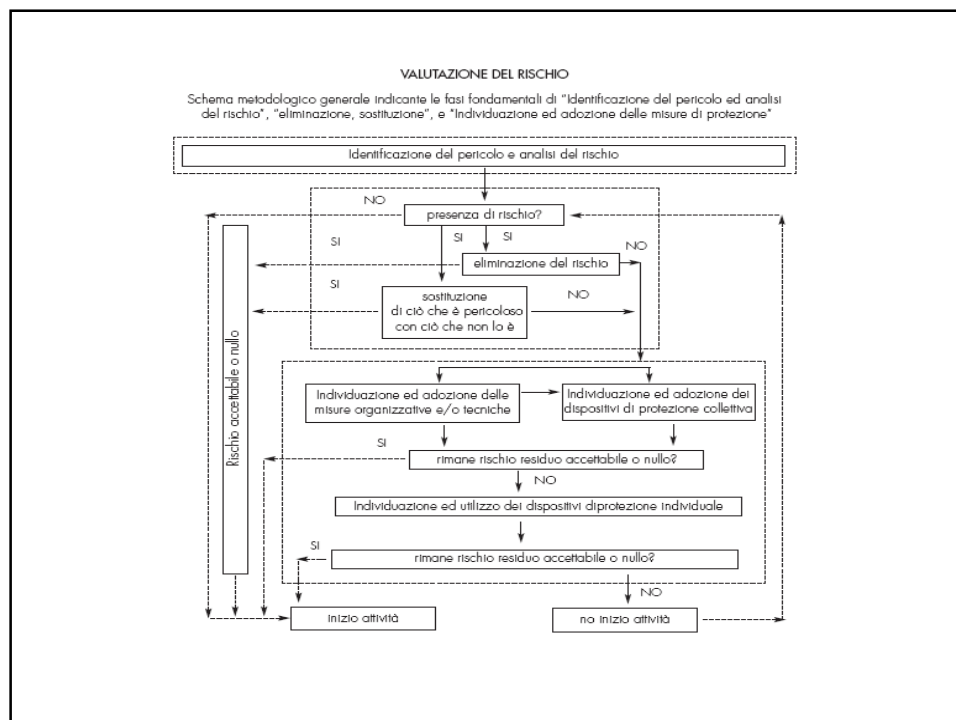 VALUTAZIONE DEL RISCHIO
Schema metodologico generale indicante le fasi fondamentali di "Identificazione del pericolo ed analisi
del rischio", "eliminazione, sostituzione", e "Individuazione ed adozione delle misure di protezione"
Identificazione del pericolo e analisi del rischio
NO
presenza di rischio?
SI
SI
SI
NO
eliminazione del rischio
SI
sostituzione
di ciò che è pericoloso
con ciò che non lo è
NO
Rischio accettabile o nullo
Individuazione ed adozione delle
misure organizzative e/o tecniche
Individuazione ed adozione dei
dispositivi di protezione collettiva
SI
rimane rischio residuo accettabile o nullo?
NO
Individuazione ed utilizzo dei dispositivi diprotezione individuale
SI
rimane rischio residuo accettabile o nullo?
NO
inizio attività
no inizio attività